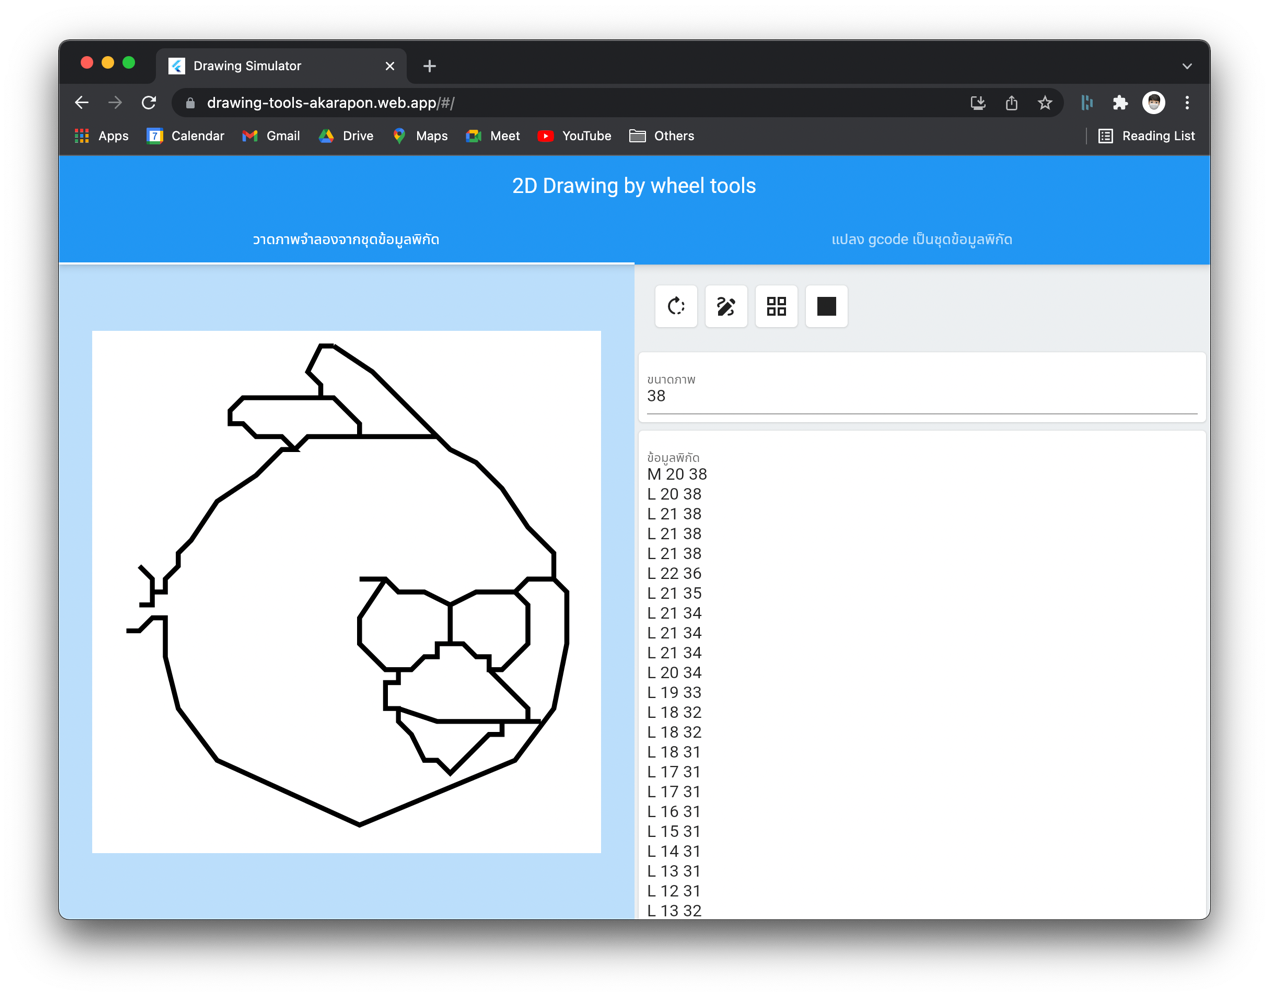 Drawing Simulator
drawing-tools-akarapon.web.app/#/
Apps
7
Calendar
Gmail
Drive
Maps
Meet
YouTube
Others
Reading List
2D Drawing by wheel tools
วาดภาพจำลองจากชุดข้อมูลพิกัด
แปลง gcode เป็นชุดข้อมูลพิกัด
ขนาดภาพ
38
ข้อมูลพิกัด
M 20 38
L 20 38
L 21 38
L 21 38
L 21 38
L 22 36
L 21 35
L 21 34
L 21 34
L 21 34
L 20 34
L 19 33
L 18 32
L 18 32
L 18 31
L 17 31
L 17 31
L 16 31
L 15 31
L 14 31
L 13 31
L 12 31
L 13 32